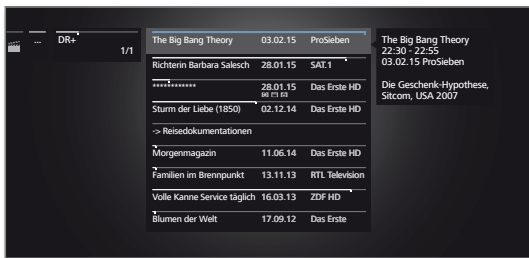 ...
DR+
1/1
The Big Bang Theory 03.02.15 ProSieben
Richterin Barbara Salesch 28.01.15 SAT.1
************ 28.01.15 Das Erste HD
Sturm der Liebe (1850) 02.12.14 Das Erste HD
-> Reisedokumentationen
Morgenmagazin 11.06.14 Das Erste HD
Familien im Brennpunkt 13.11.13 RTL Television
Volle Kanne Service täglich 16.03.13 ZDF HD
Blumen der Welt 17.09.12 Das Erste
The Big Bang Theory
22:30 - 22:55
03.02.15 ProSieben
Die Geschenk-Hypothese,
Sitcom, USA 2007